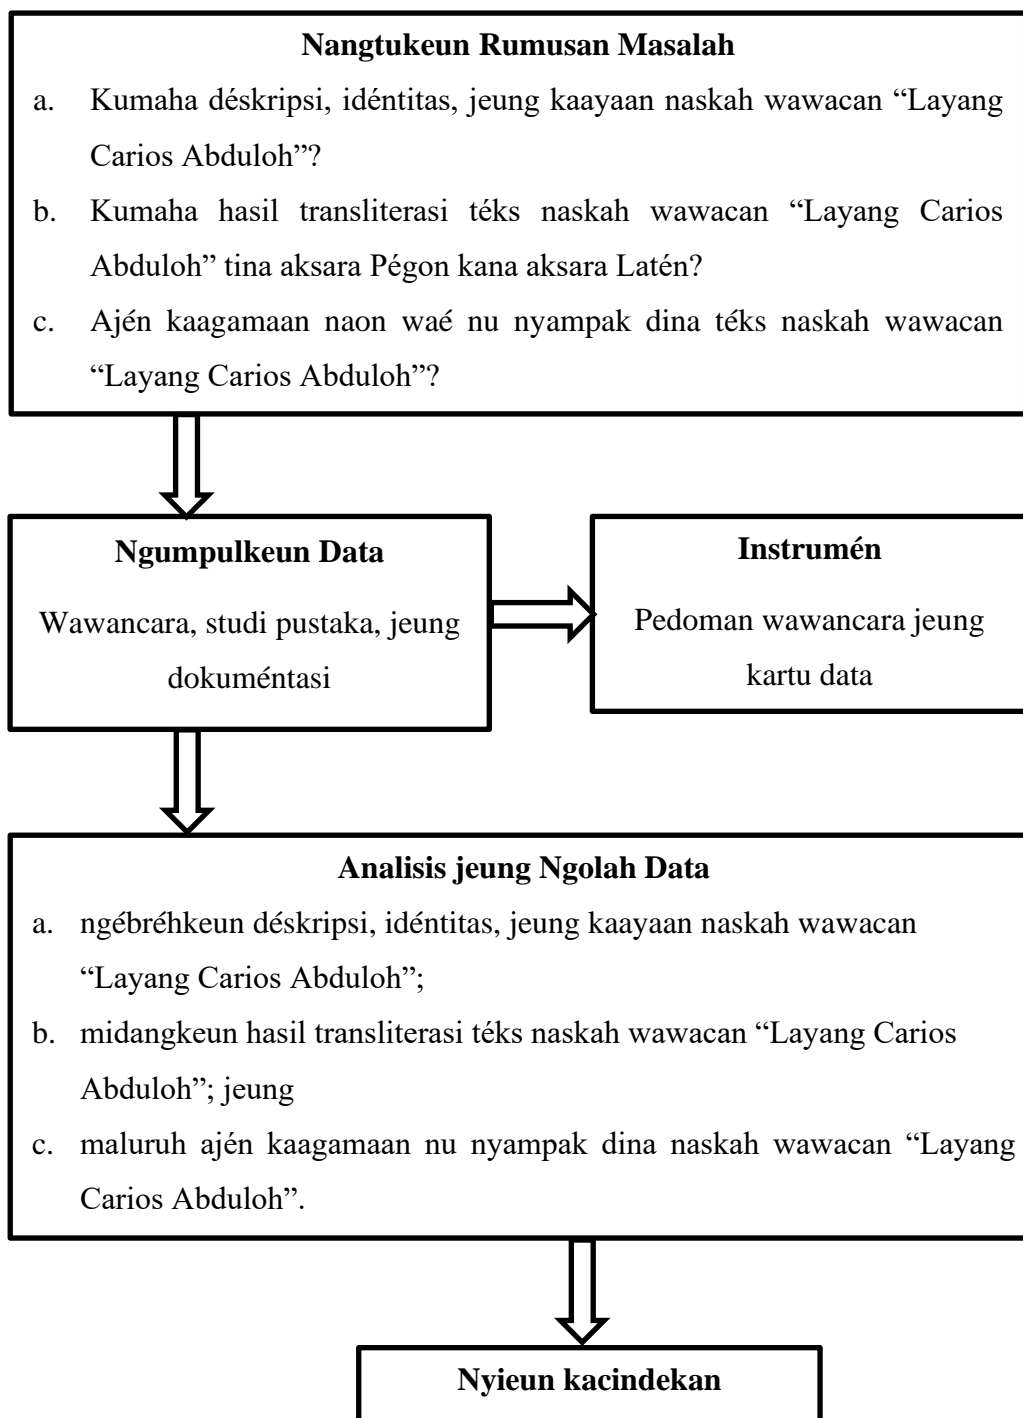 Nangtukeun Rumusan Masalah
a. Kumaha déskripsi, idéntitas, jeung kaayaan naskah wawacan “Layang
Carios Abduloh”?
b. Kumaha hasil transliterasi téks naskah wawacan “Layang Carios
Abduloh” tina aksara Pégon kana aksara Latén?
c. Ajén kaagamaan naon waé nu nyampak dina téks naskah wawacan
“Layang Carios Abduloh”?
Ngumpulkeun Data
Wawancara, studi pustaka, jeung
dokuméntasi
Instrumén
Pedoman wawancara jeung
kartu data
Analisis jeung Ngolah Data
a. ngébréhkeun déskripsi, idéntitas, jeung kaayaan naskah wawacan
“Layang Carios Abduloh”;
b. midangkeun hasil transliterasi téks naskah wawacan “Layang Carios
Abduloh”; jeung
c. maluruh ajén kaagamaan nu nyampak dina naskah wawacan “Layang
Carios Abduloh”.
Nyieun kacindekan